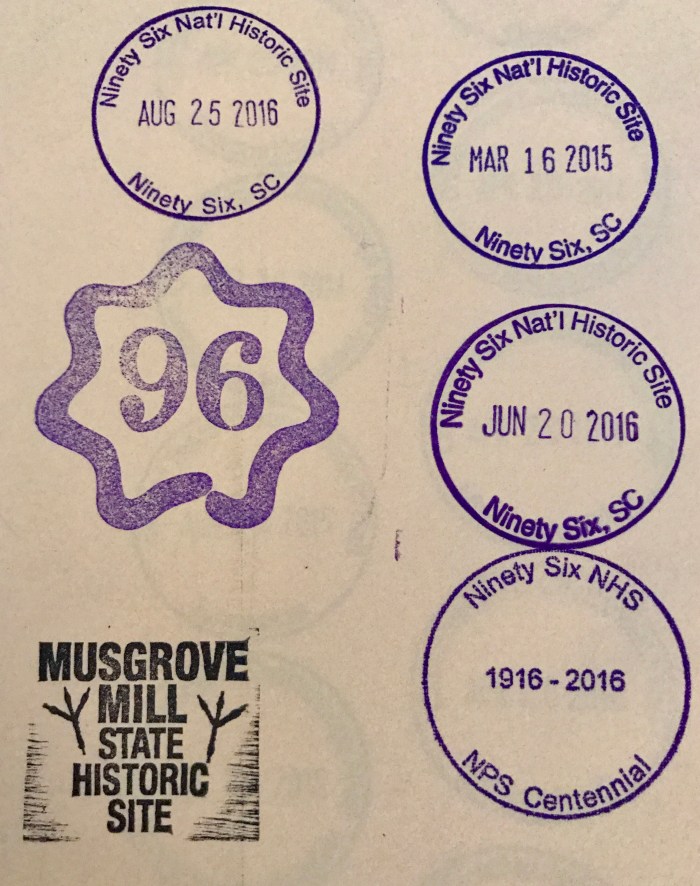 Ninety Six Nat'l Historic Site
AUG 25 2016
Ninety Six, SC
Ninety Six Nat'l Historic Site
MAR 16 2015
Ninety Six, SC
96
Ninety Six Nat'l Historic Site
JUN 20 2016
Ninety Six, SC
Ninety Six NHS
1916 - 2016
NPS Centennial
MUSGROVE
MILL
STATE
HISTORIC
SITE